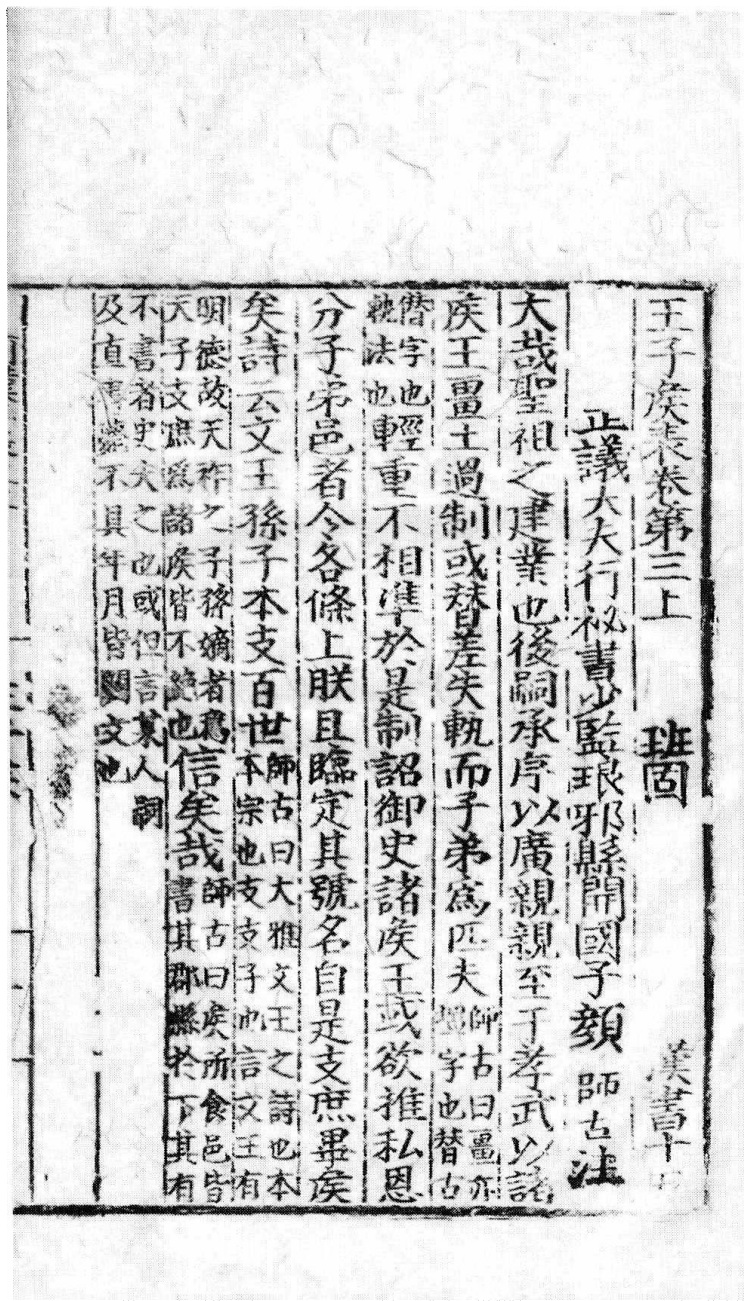 王子侯表卷第三上 班固 漢書十
正議大夫行祕書少監琅邪縣開國子顏 師古注
大哉聖祖之建業也後嗣承序以廣親親至于孝武以諸
侯王畺土過制或替差失軌而子弟爲匹夫師古曰畺亦疆字也替古
僭字也軌法也輕重不相準於是制詔御史諸侯王或欲推私恩
分子弟邑者令各條上朕且臨定其號名自是支庶畢侯
矣詩云文王孫子本支百世師古曰大雅文王之詩也本本宗也支支子也言文王有
明德故天祚之子孫嫡者爲天子支庶爲諸侯皆不絶也信矣哉師古曰侯所食邑皆書其郡縣於下其有
不書者史失之也或但言某人嗣及直書薨不具年月皆闕文也